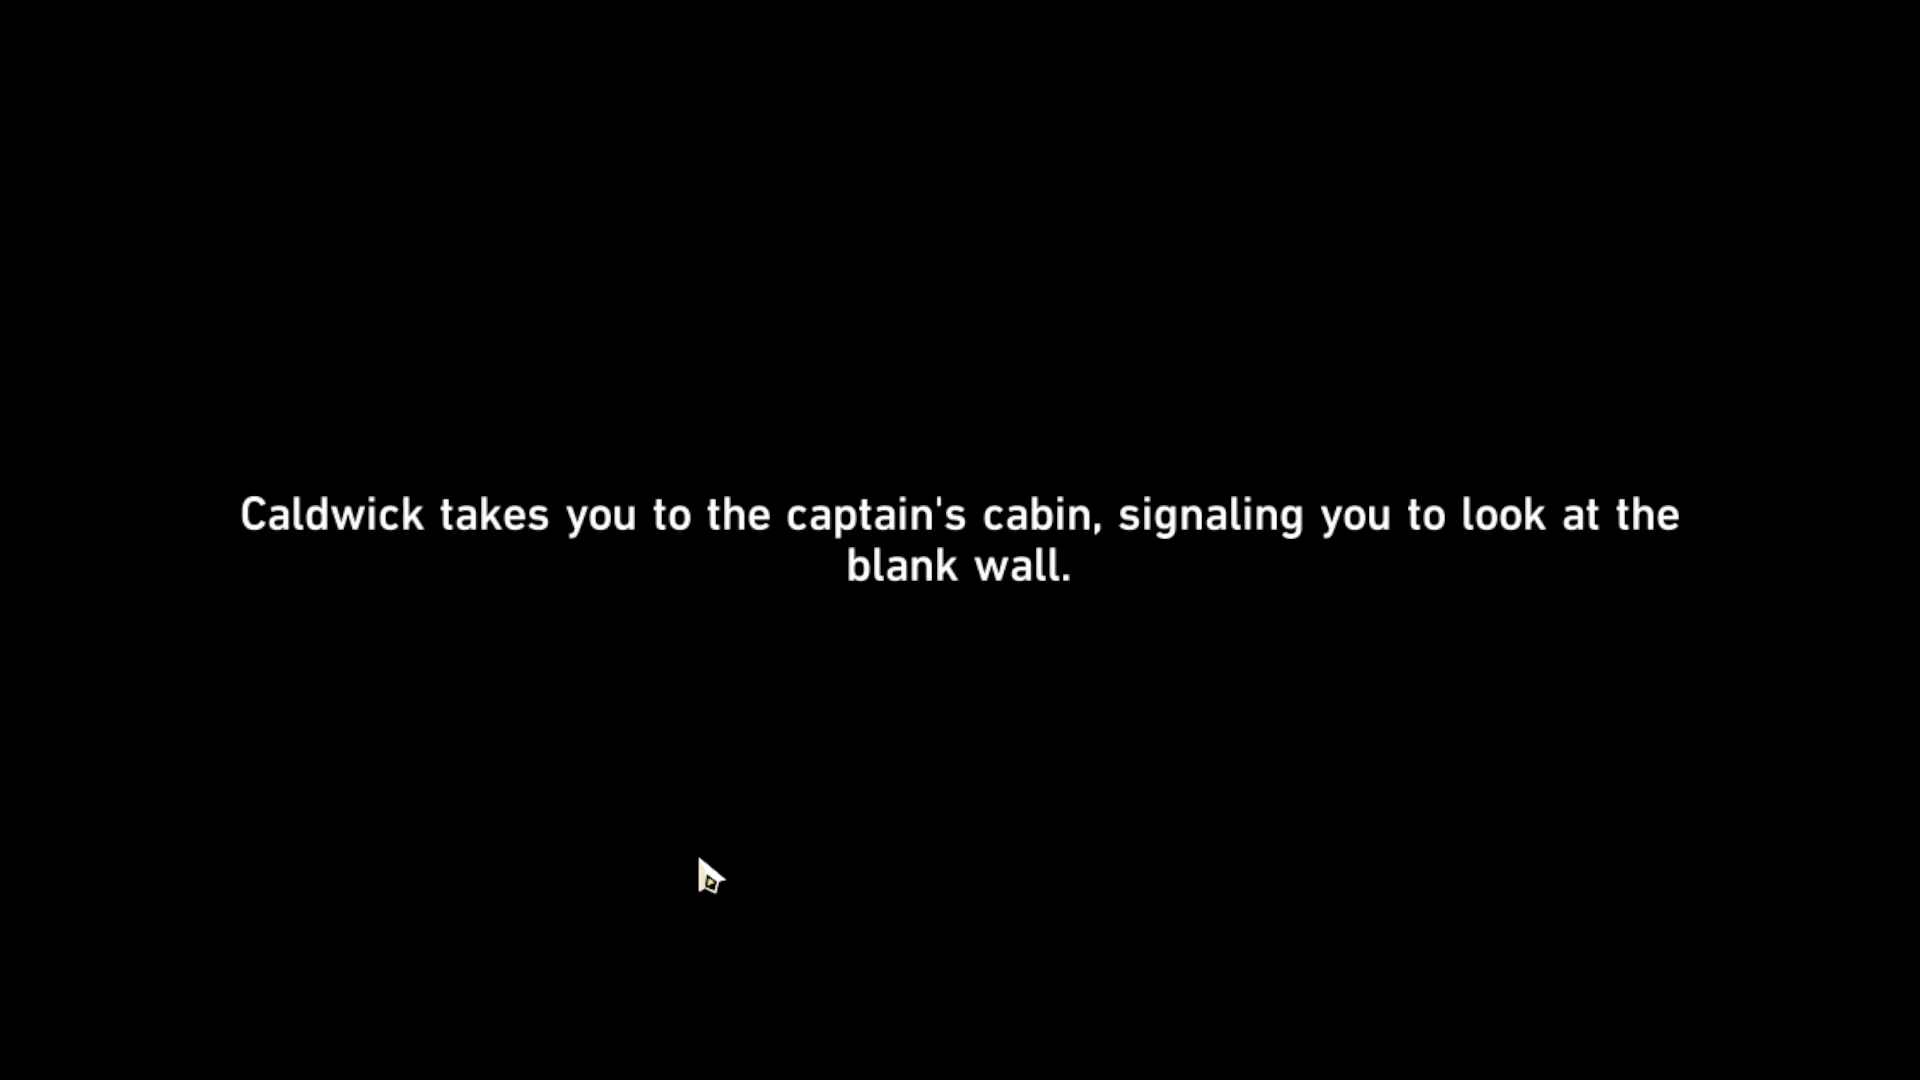 Caldwick takes you to the captain's cabin, signaling you to look at the
blank wall.